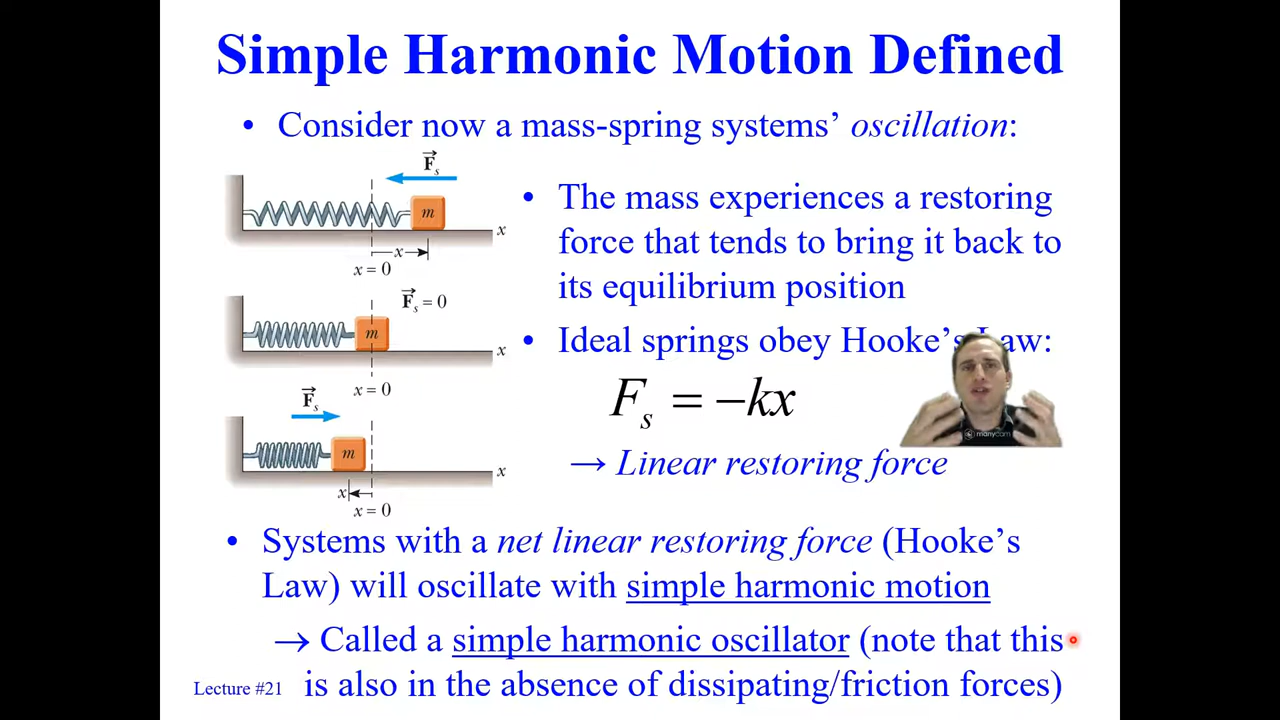 Simple Harmonic Motion Defined
• Consider now a mass-spring systems’ oscillation:
F⃗s
m
x
x
x = 0
F⃗s = 0
m
x
x = 0
F⃗s
m
x
x
x = 0
• The mass experiences a restoring
force that tends to bring it back to
its equilibrium position
• Ideal springs obey Hooke’s Law:
Fs = −kx
→ Linear restoring force
manycam
• Systems with a net linear restoring force (Hooke’s
Law) will oscillate with simple harmonic motion
→ Called a simple harmonic oscillator (note that this
is also in the absence of dissipating/friction forces)
Lecture #21